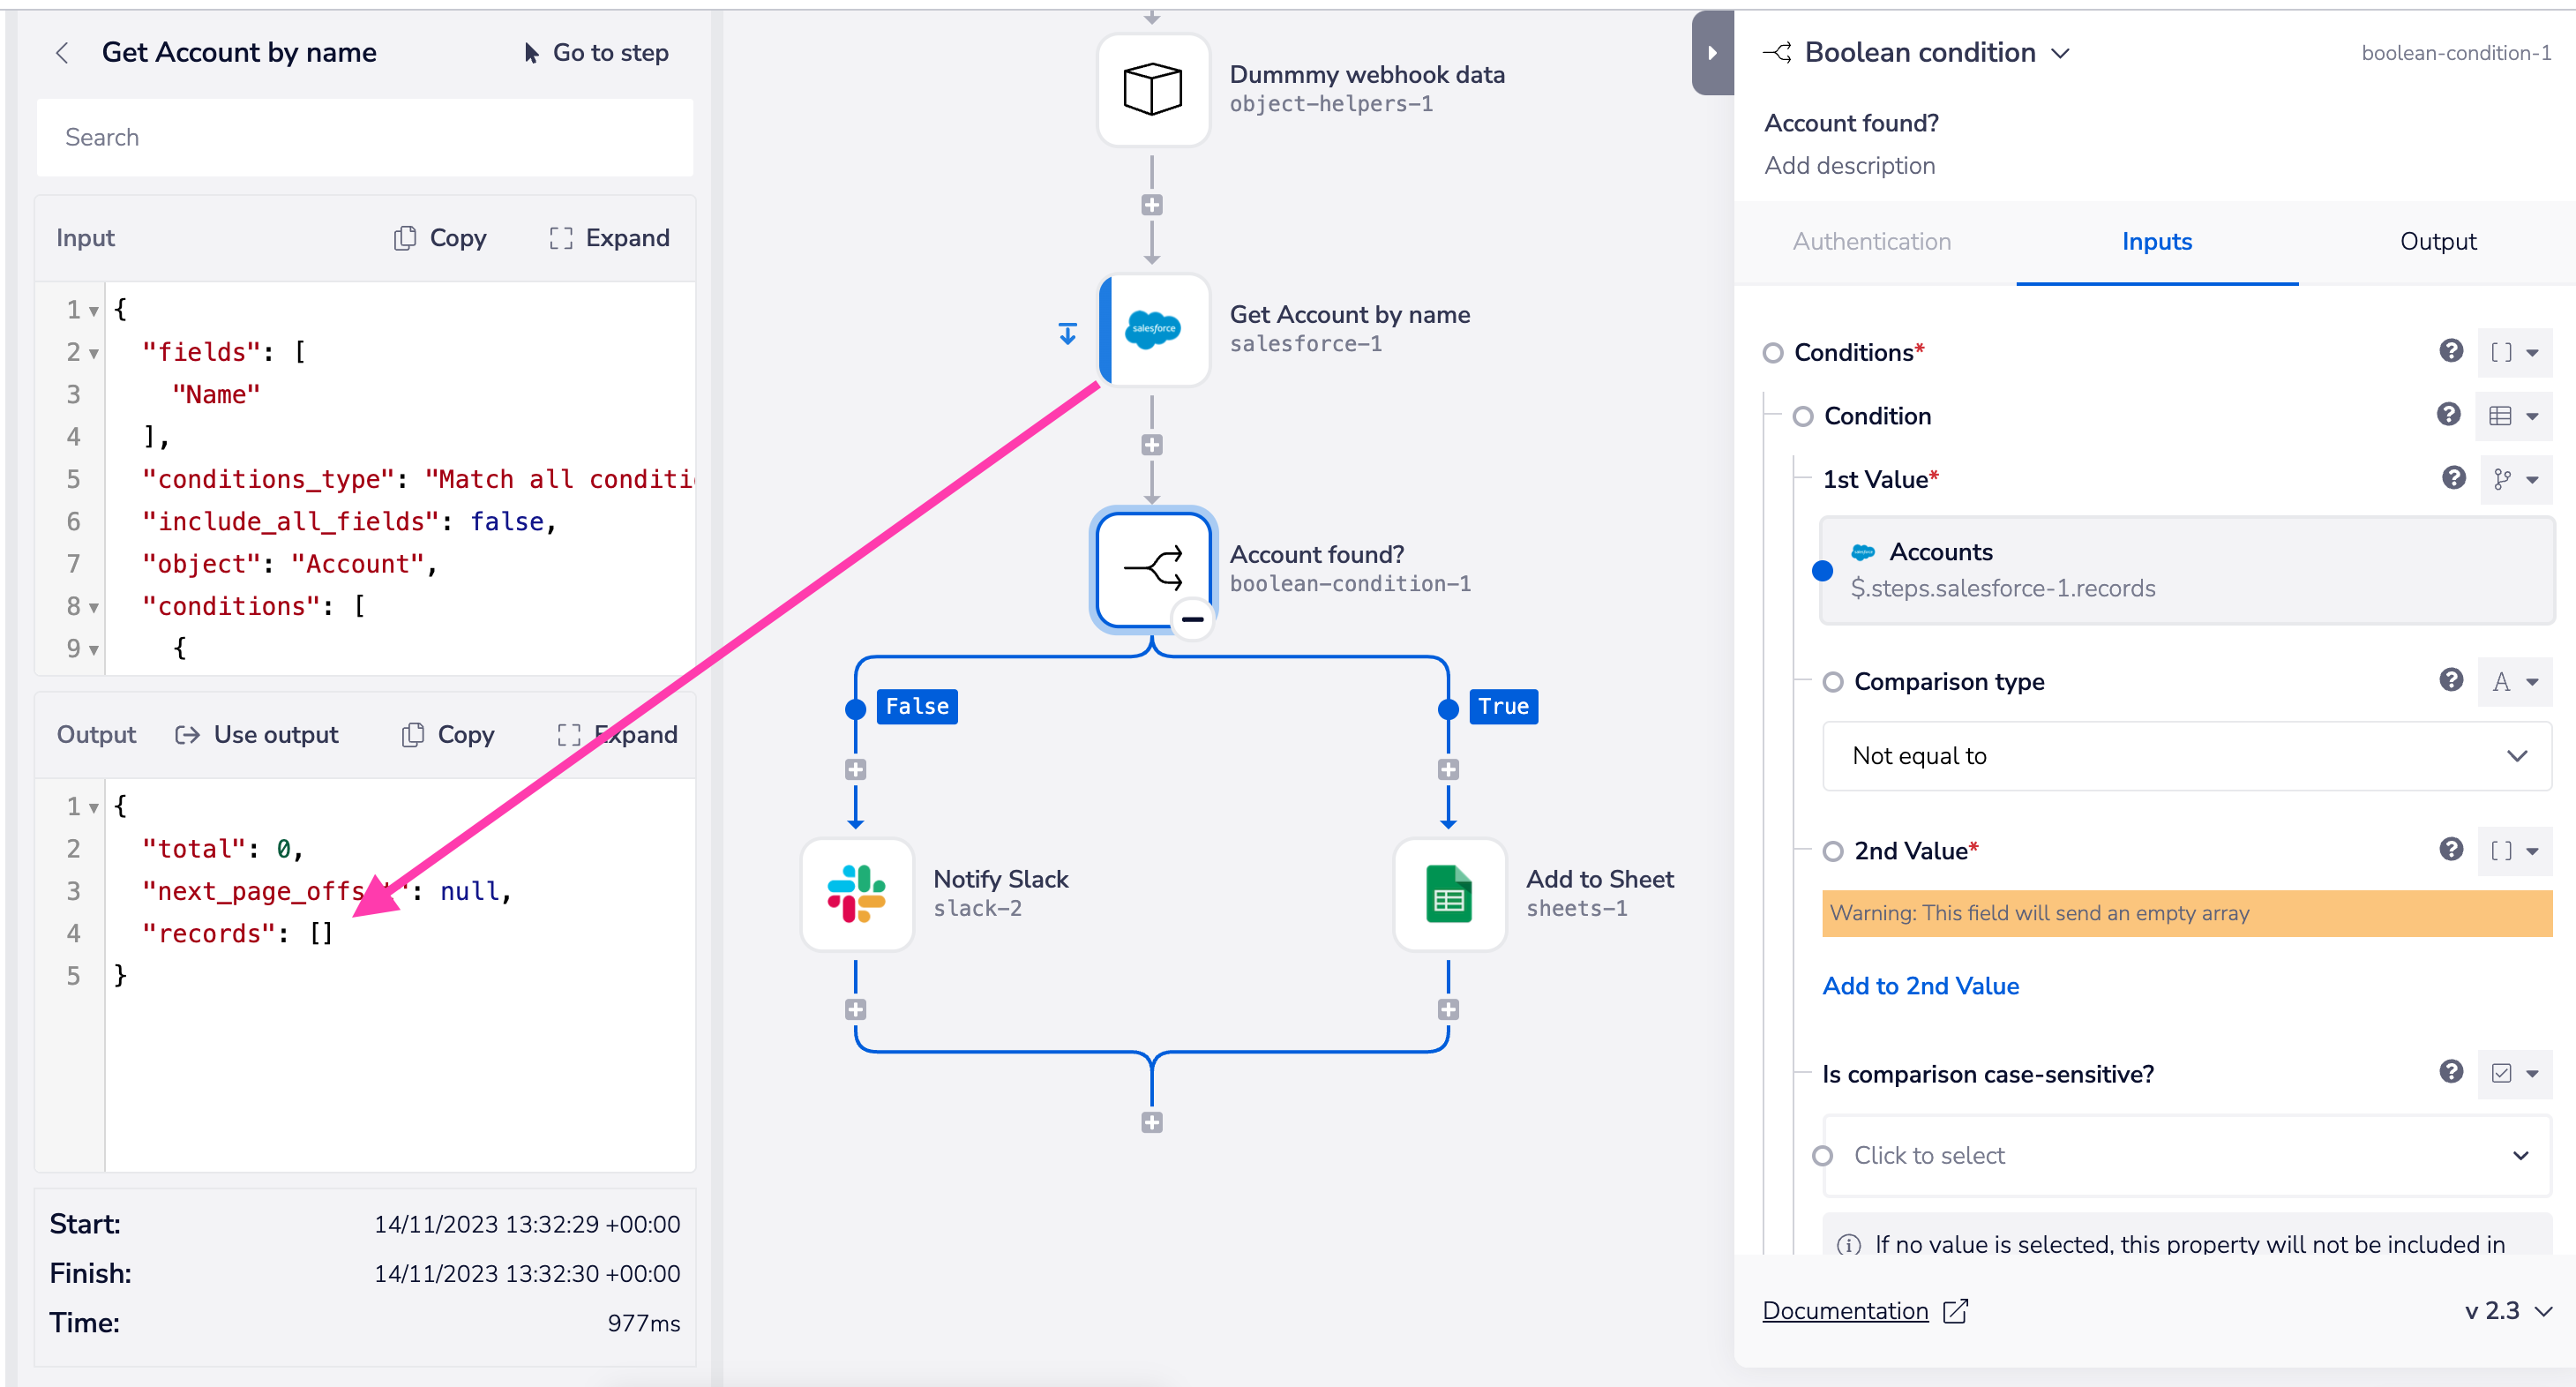 Get Account by name
Go to step
Search
Input
Copy
Expand
1 {
2 "fields": [
3 "Name"
4 ],
5 "conditions_type": "Match all conditi
6 "include_all_fields": false,
7 "object": "Account",
8 "conditions": [
9 {
Output
Use output
Copy
Expand
1 {
2 "total": 0,
3 "next_page_offs ": null,
4 "records": []
5 }
Start: 14/11/2023 13:32:29 +00:00
Finish: 14/11/2023 13:32:30 +00:00
Time: 977ms
Dummmy webhook data
object-helpers-1
salesforce
Get Account by name
salesforce-1
Account found?
boolean-condition-1
False
True
Notify Slack
slack-2
Add to Sheet
sheets-1
Boolean condition
boolean-condition-1
Account found?
Add description
Authentication
Inputs
Output
Conditions*
Condition
1st Value*
Accounts
$.steps.salesforce-1.records
Comparison type
A
Not equal to
2nd Value*
Warning: This field will send an empty array
Add to 2nd Value
Is comparison case-sensitive?
Click to select
If no value is selected, this property will not be included in
Documentation
v 2.3